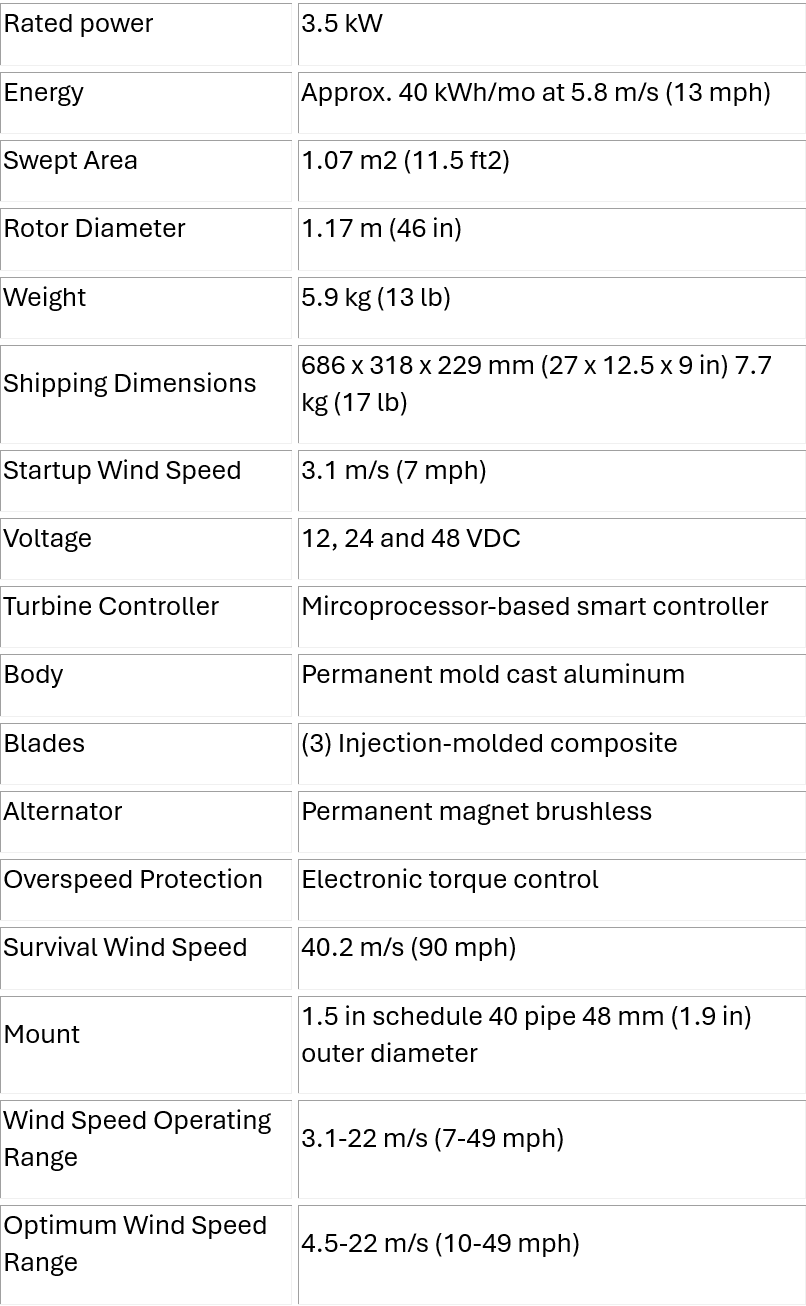 Rated power
3.5 kW
Energy
Approx. 40 kWh/mo at 5.8 m/s (13 mph)
Swept Area
1.07 m2 (11.5 ft2)
Rotor Diameter
1.17 m (46 in)
Weight
5.9 kg (13 lb)
Shipping Dimensions
686 x 318 x 229 mm (27 x 12.5 x 9 in) 7.7
kg (17 lb)
Startup Wind Speed
3.1 m/s (7 mph)
Voltage
12, 24 and 48 VDC
Turbine Controller
Mircoprocessor-based smart controller
Body
Permanent mold cast aluminum
Blades
(3) Injection-molded composite
Alternator
Permanent magnet brushless
Overspeed Protection
Electronic torque control
Survival Wind Speed
40.2 m/s (90 mph)
Mount
1.5 in schedule 40 pipe 48 mm (1.9 in)
outer diameter
Wind Speed Operating
Range
3.1-22 m/s (7-49 mph)
Optimum Wind Speed
Range
4.5-22 m/s (10-49 mph)